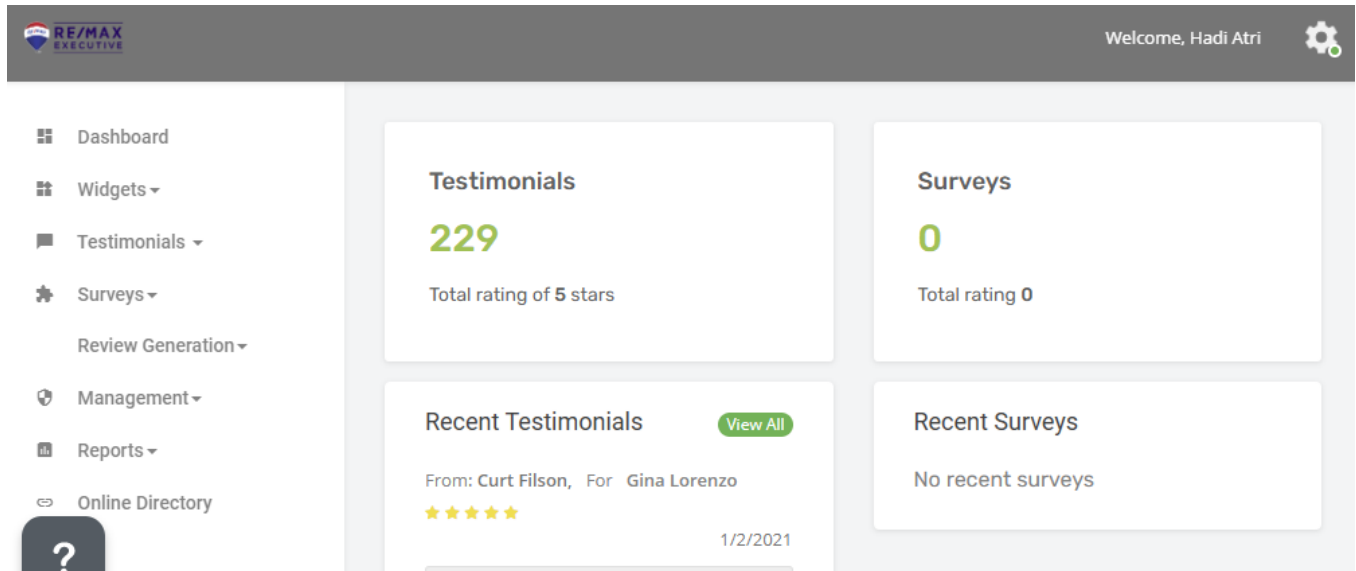 RE/MAX
EXECUTIVE
Welcome, Hadi Atri
Dashboard
Widgets
Testimonials
Surveys
Review Generation
Management
Reports
Online Directory
?
Testimonials
229
Total rating of 5 stars
Surveys
0
Total rating 0
Recent Testimonials
View All
From: Curt Filson, For Gina Lorenzo
1/2/2021
Recent Surveys
No recent surveys